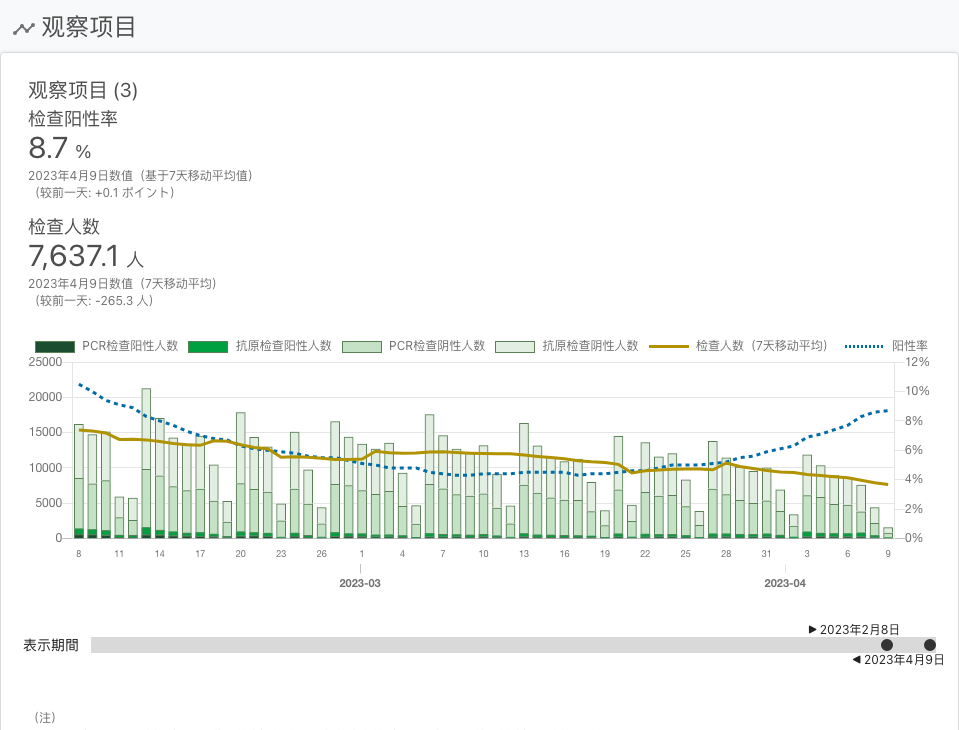 观察项目
观察项目 (3)
检查阳性率
8.7 %
2023年4月9日数值（基于7天移动平均值）
（较前一天: +0.1 ポイント）
检查人数
7,637.1 人
2023年4月9日数值（7天移动平均）
（较前一天: -265.3 人）
PCR检查阳性人数 抗原检查阳性人数 PCR检查阴性人数 抗原检查阴性人数 检查人数（7天移动平均） 阳性率
25000 12%
20000 10%
15000 8%
10000 6%
5000 4%
0 2%
0%
8 11 14 17 20 23 26 1 4 7 10 13 16 19 22 25 28 31 3 6 9
2023-03 2023-04
▶ 2023年2月8日
表示期間
◀ 2023年4月9日
（注）